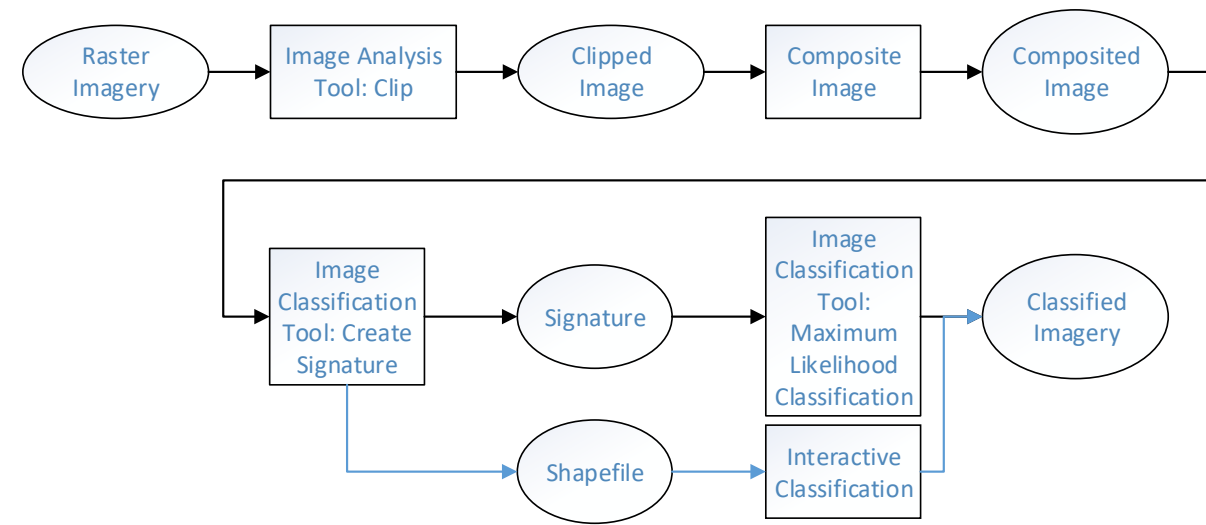 Raster
Imagery
Image Analysis
Tool: Clip
Clipped
Image
Composite
Image
Composited
Image
Image
Classification
Tool: Create
Signature
Signature
Image
Classification
Tool:
Maximum
Likelihood
Classification
Classified
Imagery
Shapefile
Interactive
Classification